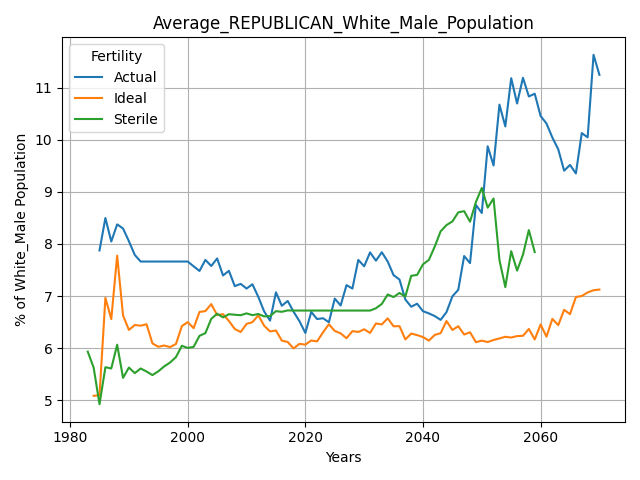 Average_REPUBLICAN_White_Male_Population
Fertility
Actual
Ideal
Sterile
% of White_Male Population
11
10
9
8
7
6
5
1980
2000
2020
2040
2060
Years